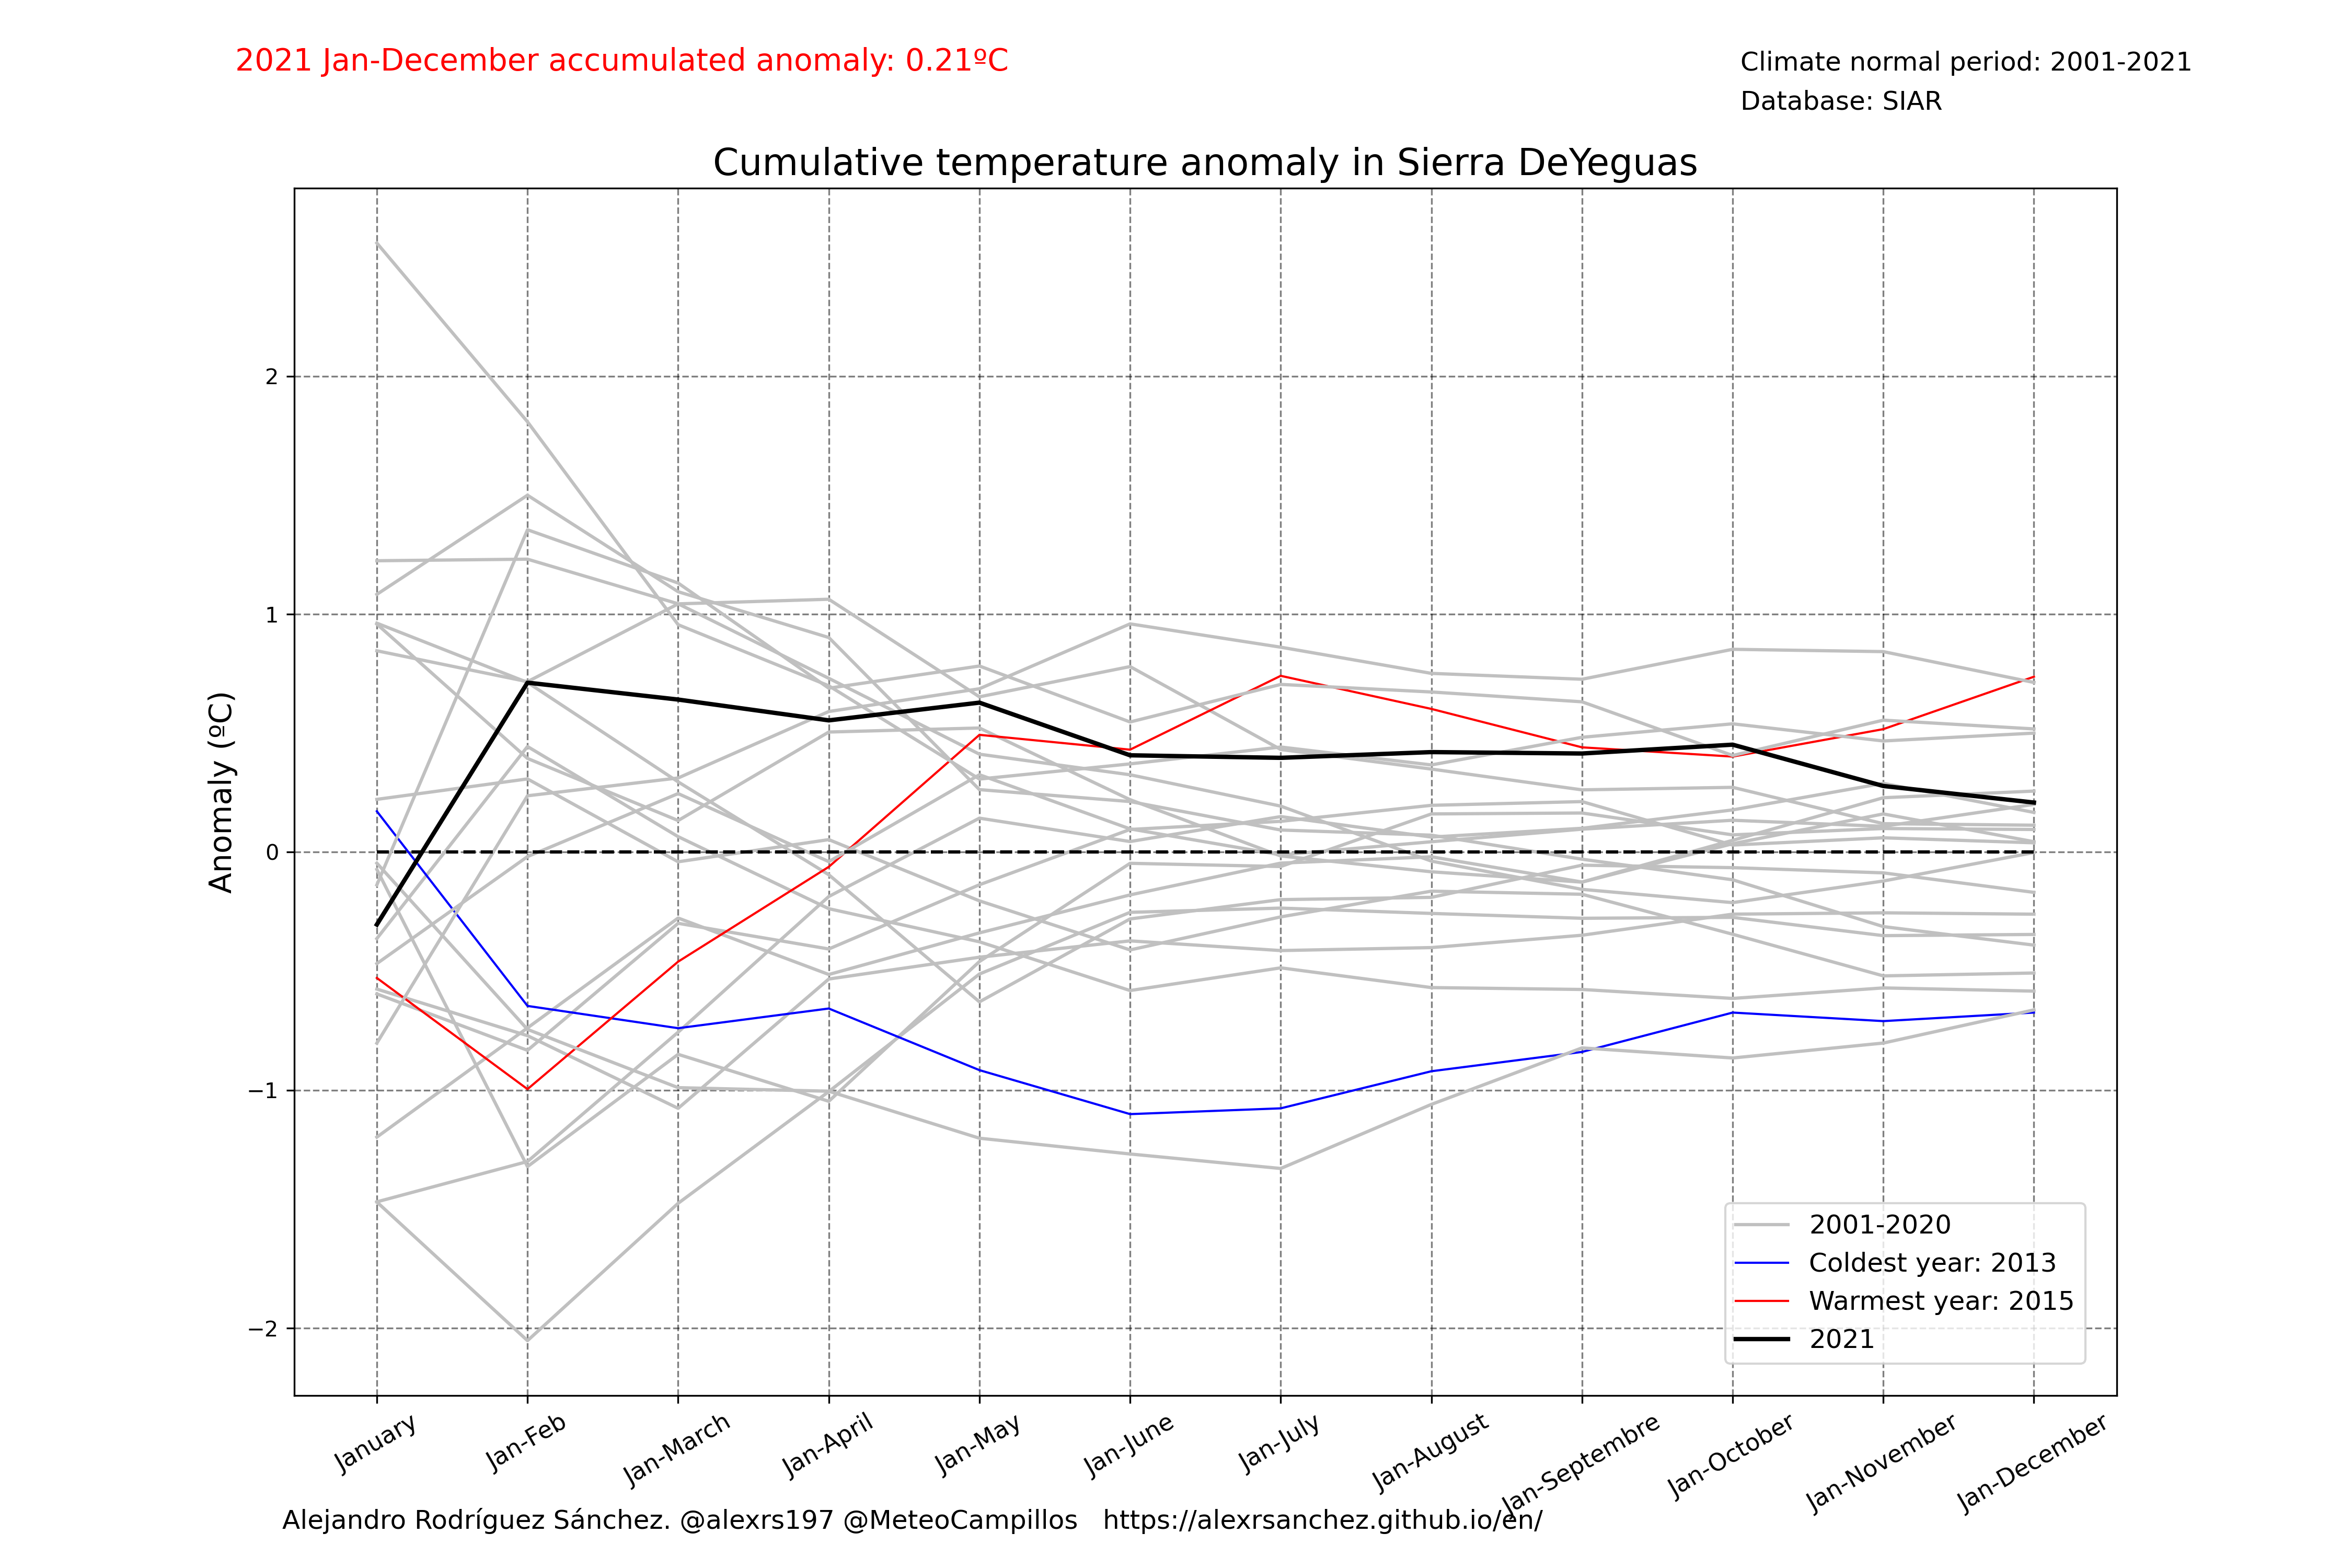 2021 Jan-December accumulated anomaly: 0.21ºC
Climate normal period: 2001-2021
Database: SIAR
Cumulative temperature anomaly in Sierra DeYeguas
Anomaly (ºC)
2
1
0
−1
−2
2001-2020
Coldest year: 2013
Warmest year: 2015
2021
January
Jan-Feb
Jan-March
Jan-April
Jan-May
Jan-June
Jan-July
Jan-August
Jan-Septembre
Jan-October
Jan-November
Jan-December
Alejandro Rodríguez Sánchez. @alexrs197 @MeteoCampillos   https://alexrsanchez.github.io/en/